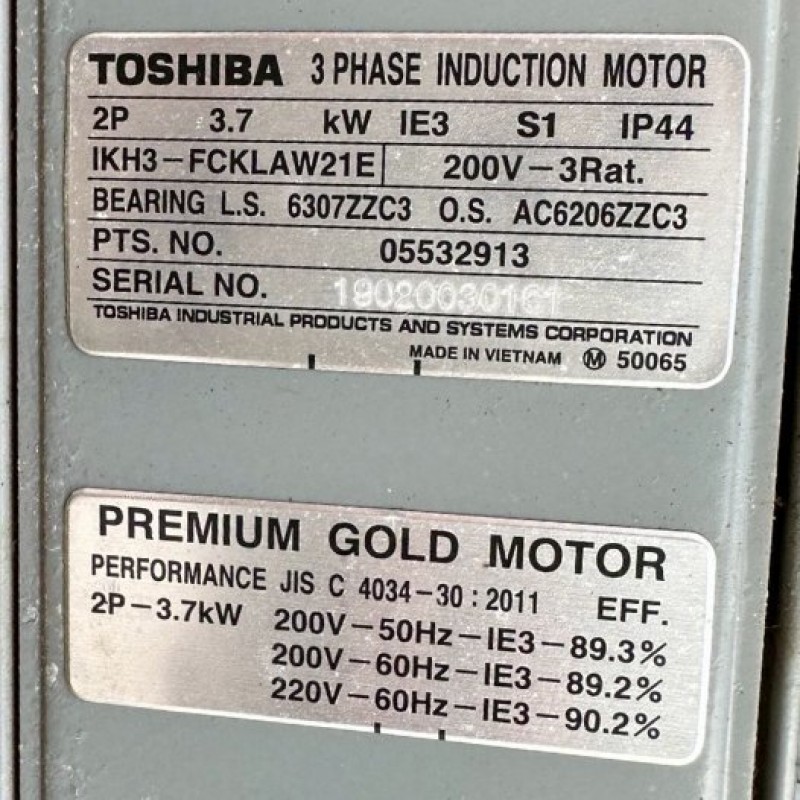 TOSHIBA 3 PHASE INDUCTION MOTOR
2P 3.7 kW IE3 S1 IP44
IKH3-FCKLAW21E 200V-3Rat.
BEARING L.S. 6307ZZC3 O.S. AC6206ZZC3
PTS. NO. 05532913
SERIAL NO.
TOSHIBA INDUSTRIAL PRODUCTS AND SYSTEMS CORPORATION
MADE IN VIETNAM Ⓜ 50065
PREMIUM GOLD MOTOR
PERFORMANCE JIS C 4034-30:2011 EFF.
2P-3.7kW 200V-50Hz-IE3-89.3%
200V-60Hz-IE3-89.2%
220V-60Hz-IE3-90.2%